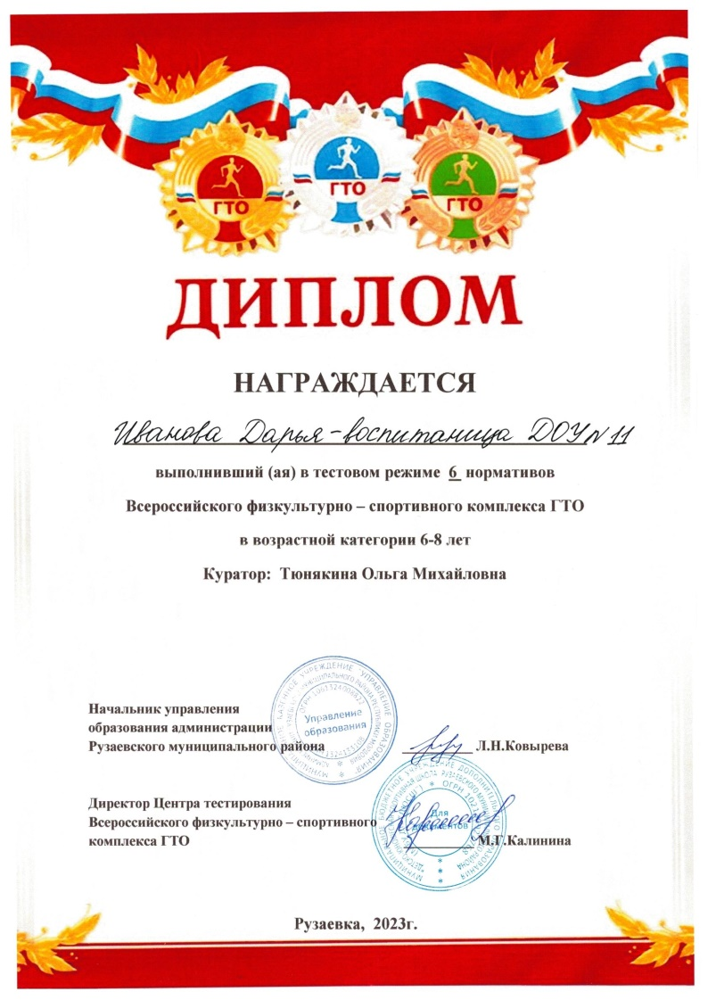 ГТО
ГТО
ГТО
ДИПЛОМ
НАГРАЖДАЕТСЯ
Иванова Дарья-воспитаница ДОУ N 11
выполнивший (ая) в тестовом режиме 6 нормативов
Всероссийского физкультурно – спортивного комплекса ГТО
в возрастной категории 6-8 лет
Куратор: Тюнякина Ольга Михайловна
Начальник управления
образования администрации
Рузаевского муниципального района
Л.Н.Ковырева
Управление
образования
Директор Центра тестирования
Всероссийского физкультурно – спортивного
комплекса ГТО
М.Г.Калинина
Для
документов
Рузаевка, 2023г.